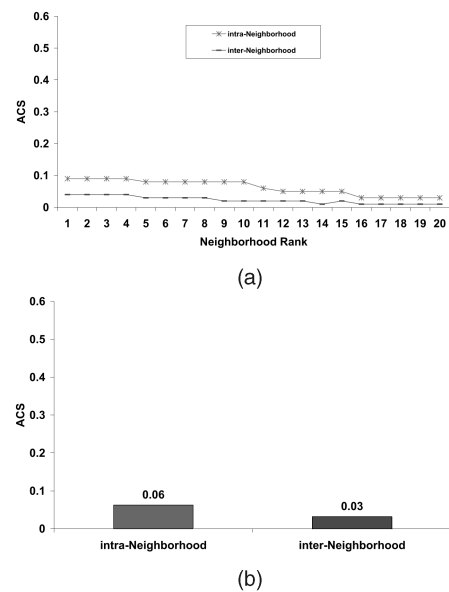 0.6
intra-Neighborhood
inter-Neighborhood
0.5
0.4
ACS
0.3
0.2
0.1
0
1 2 3 4 5 6 7 8 9 10 11 12 13 14 15 16 17 18 19 20
Neighborhood Rank
(a)
0.6
0.5
0.4
ACS
0.3
0.2
0.1
0.06
0.03
0
intra-Neighborhood inter-Neighborhood
(b)